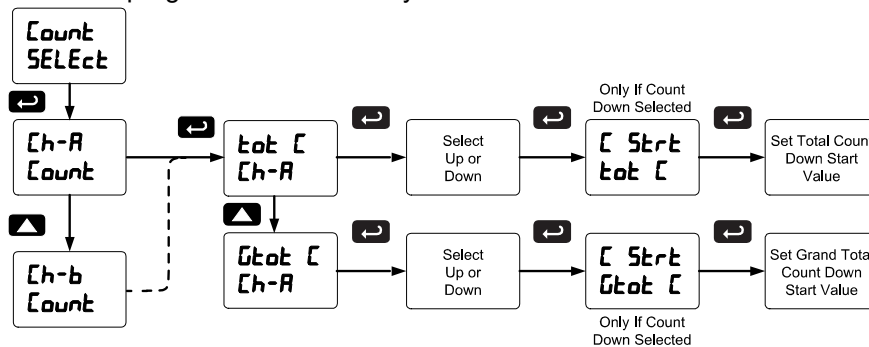 Count
SELEct
Ch-A
Count
Ch-b
Count
tot C
Ch-A
Gtot C
Ch-A
Select
Up or
Down
Select
Up or
Down
Only If Count
Down Selected
C Strt
tot C
C Strt
Gtot C
Only If Count
Down Selected
Set Total Coun
Down Start
Value
Set Grand Tota
Count Down
Start Value